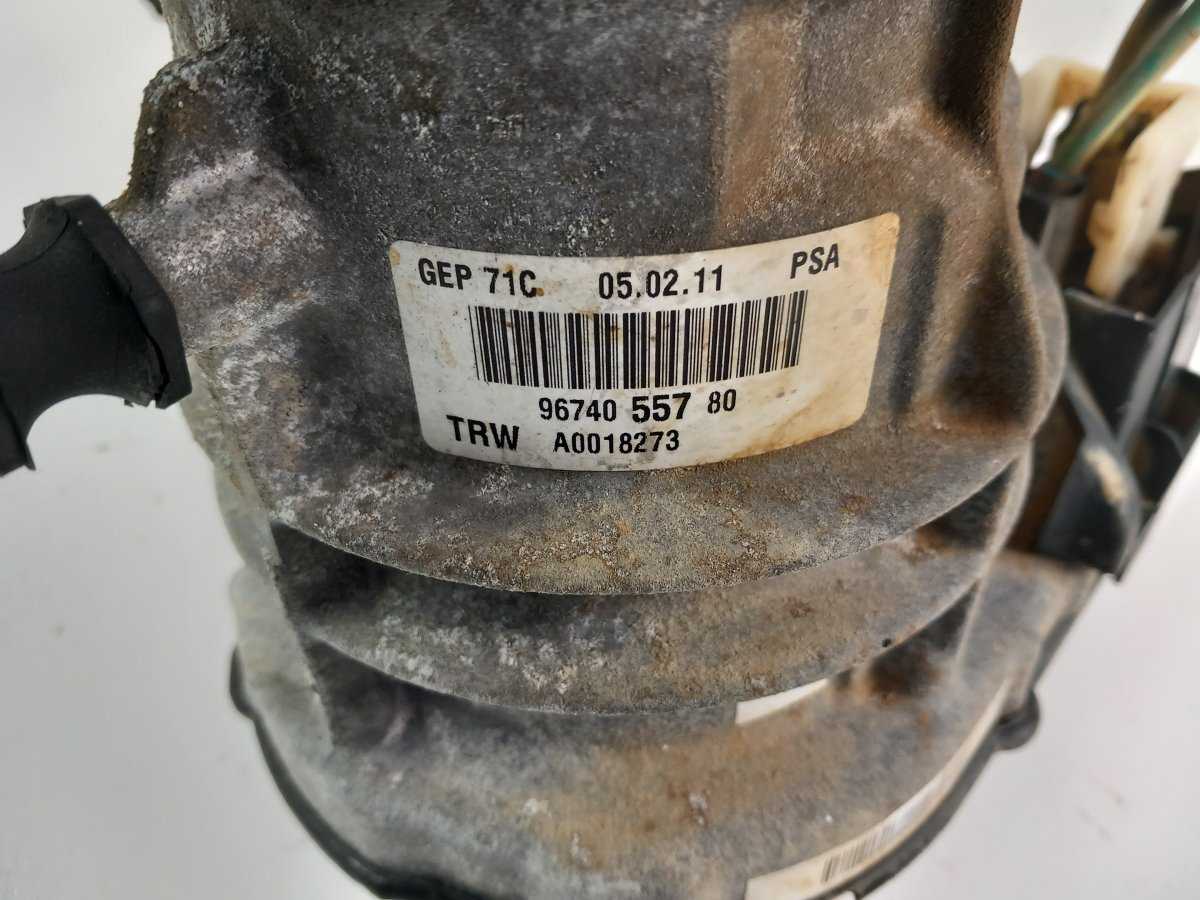 GEP 71C 05.02.11 PSA
96740 557 80
TRW A0018273